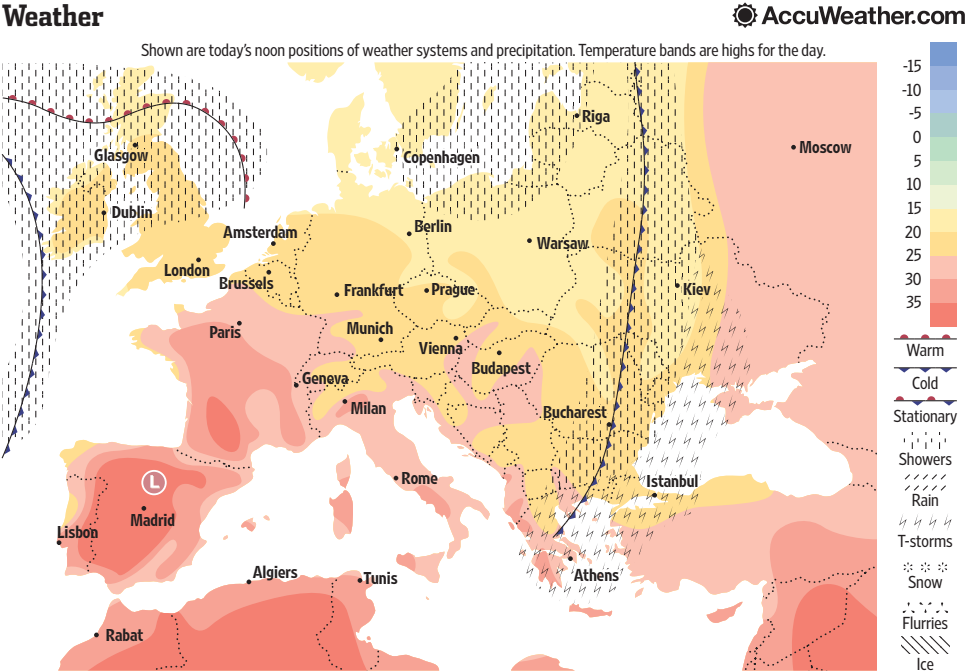 Weather
AccuWeather.com
Shown are today's noon positions of weather systems and precipitation. Temperature bands are highs for the day.
-15
-10
-5
0
5
10
15
20
25
30
35
Warm
Cold
Stationary
Showers
Rain
T-storms
Snow
Flurries
Ice
Riga
Moscow
Glasgow
Copenhagen
Dublin
Amsterdam
Berlin
Warsaw
London
Brussels
Frankfurt
Prague
Kiev
Paris
Munich
Vienna
Budapest
Geneva
Milan
Bucharest
L
Rome
Istanbul
Madrid
Lisbon
Algiers
Tunis
Athens
Rabat